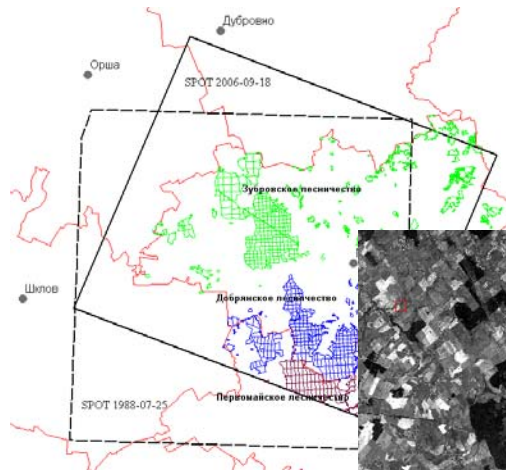 Дубровно
Орша
SPOT 2006-09-18
Зубровское лесничество
Шклов
Добрянское лесничество
Первомайское лесничество
SPOT 1988-07-25